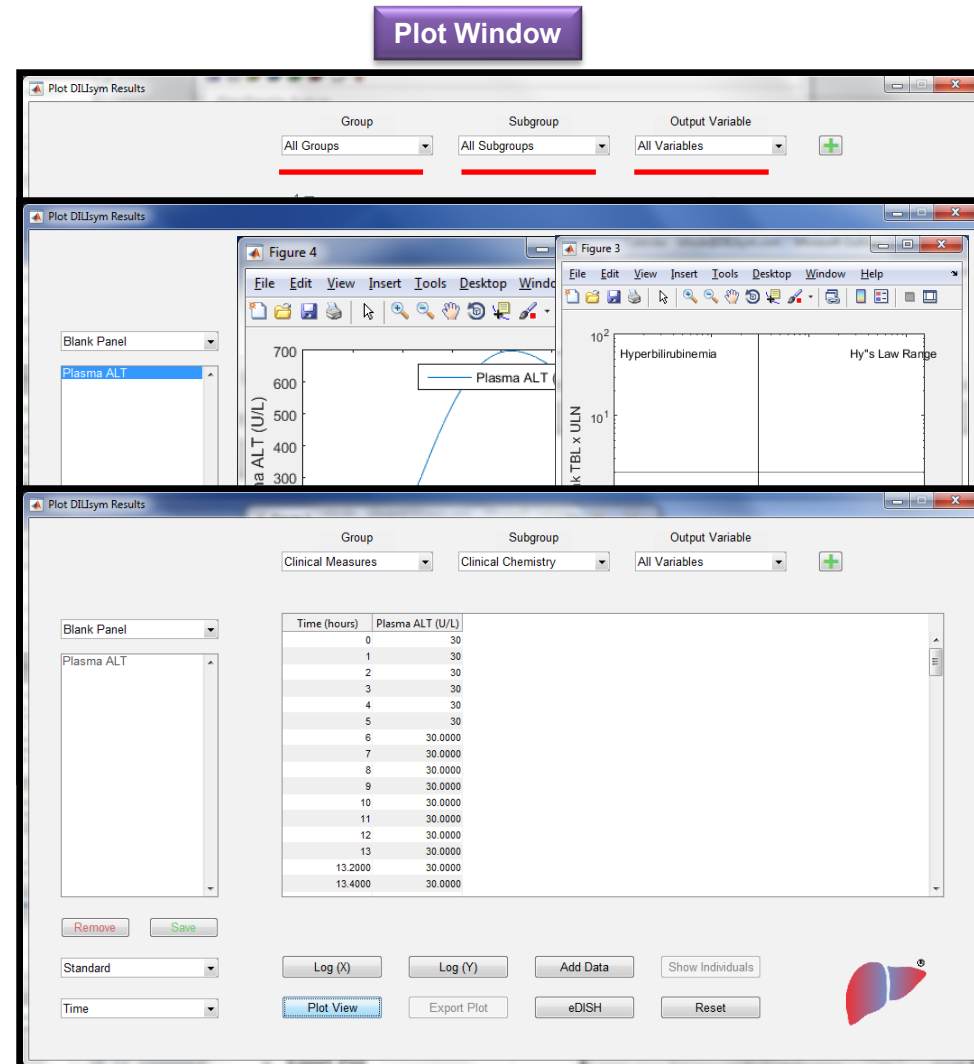 Plot Window
Plot DILIsym Results
Group Subgroup Output Variable
All Groups All Subgroups All Variables
Plot DILIsym Results
Blank Panel
Plasma ALT
Figure 4
File Edit View Insert Tools Desktop
700
600
500
400
300
ALT (U/L)
Plasma ALT
Figure 3
File Edit View Insert Tools Desktop Window Help
10²
10¹
TBL x ULN
Hyperbilirubinemia Hy"s Law Range
Plot DILIsym Results
Group Subgroup Output Variable
Clinical Measures Clinical Chemistry All Variables
Blank Panel
Plasma ALT
Time (hours) Plasma ALT (U/L)
0 30
1 30
2 30
3 30
4 30
5 30
6 30.0000
7 30.0000
8 30.0000
9 30.0000
10 30.0000
11 30.0000
12 30.0000
13 30.0000
13.2000 30.0000
13.4000 30.0000
Remove Save
Standard Log (X) Log (Y) Add Data Show Individuals
Time Plot View Export Plot eDISH Reset
®